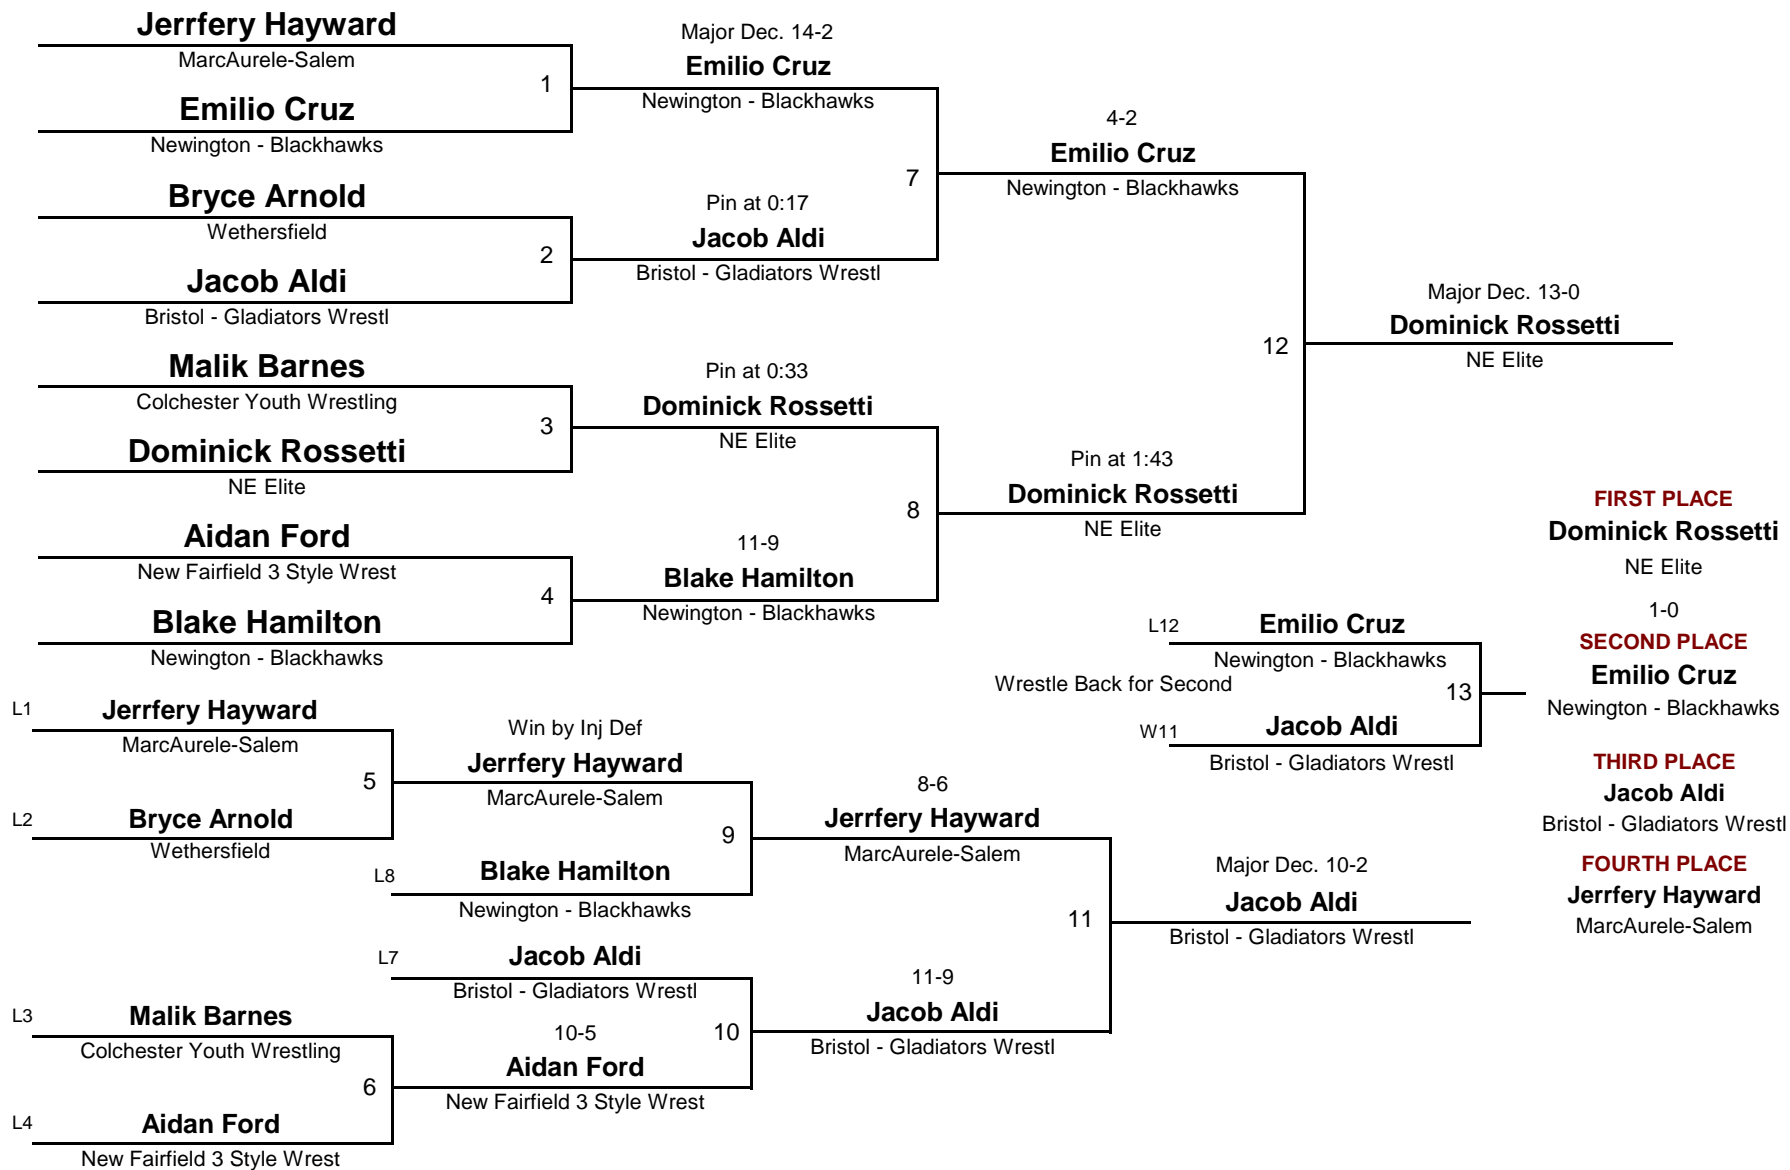 Jerrfery Hayward
MarcAurele-Salem
1
Emilio Cruz
Newington - Blackhawks
Major Dec. 14-2
Emilio Cruz
Newington - Blackhawks
Bryce Arnold
Wethersfield
2
Jacob Aldi
Bristol - Gladiators Wrestl
Pin at 0:17
Jacob Aldi
Bristol - Gladiators Wrestl
7
4-2
Emilio Cruz
Newington - Blackhawks
Malik Barnes
Colchester Youth Wrestling
3
Dominick Rossetti
NE Elite
Pin at 0:33
Dominick Rossetti
NE Elite
Aidan Ford
New Fairfield 3 Style Wrest
4
Blake Hamilton
Newington - Blackhawks
11-9
Blake Hamilton
Newington - Blackhawks
8
Pin at 1:43
Dominick Rossetti
NE Elite
12
Major Dec. 13-0
Dominick Rossetti
NE Elite
L1
Jerrfery Hayward
MarcAurele-Salem
5
L2
Bryce Arnold
Wethersfield
Win by Inj Def
Jerrfery Hayward
MarcAurele-Salem
9
L8
Blake Hamilton
Newington - Blackhawks
8-6
Jerrfery Hayward
MarcAurele-Salem
L7
Jacob Aldi
Bristol - Gladiators Wrestl
L3
Malik Barnes
Colchester Youth Wrestling
6
L4
Aidan Ford
New Fairfield 3 Style Wrest
10-5
Aidan Ford
New Fairfield 3 Style Wrest
10
11-9
Jacob Aldi
Bristol - Gladiators Wrestl
11
Major Dec. 10-2
Jacob Aldi
Bristol - Gladiators Wrestl
L12
Emilio Cruz
Newington - Blackhawks
Wrestle Back for Second
13
W11
Jacob Aldi
Bristol - Gladiators Wrestl
FIRST PLACE
Dominick Rossetti
NE Elite
1-0
SECOND PLACE
Emilio Cruz
Newington - Blackhawks
THIRD PLACE
Jacob Aldi
Bristol - Gladiators Wrestl
FOURTH PLACE
Jerrfery Hayward
MarcAurele-Salem